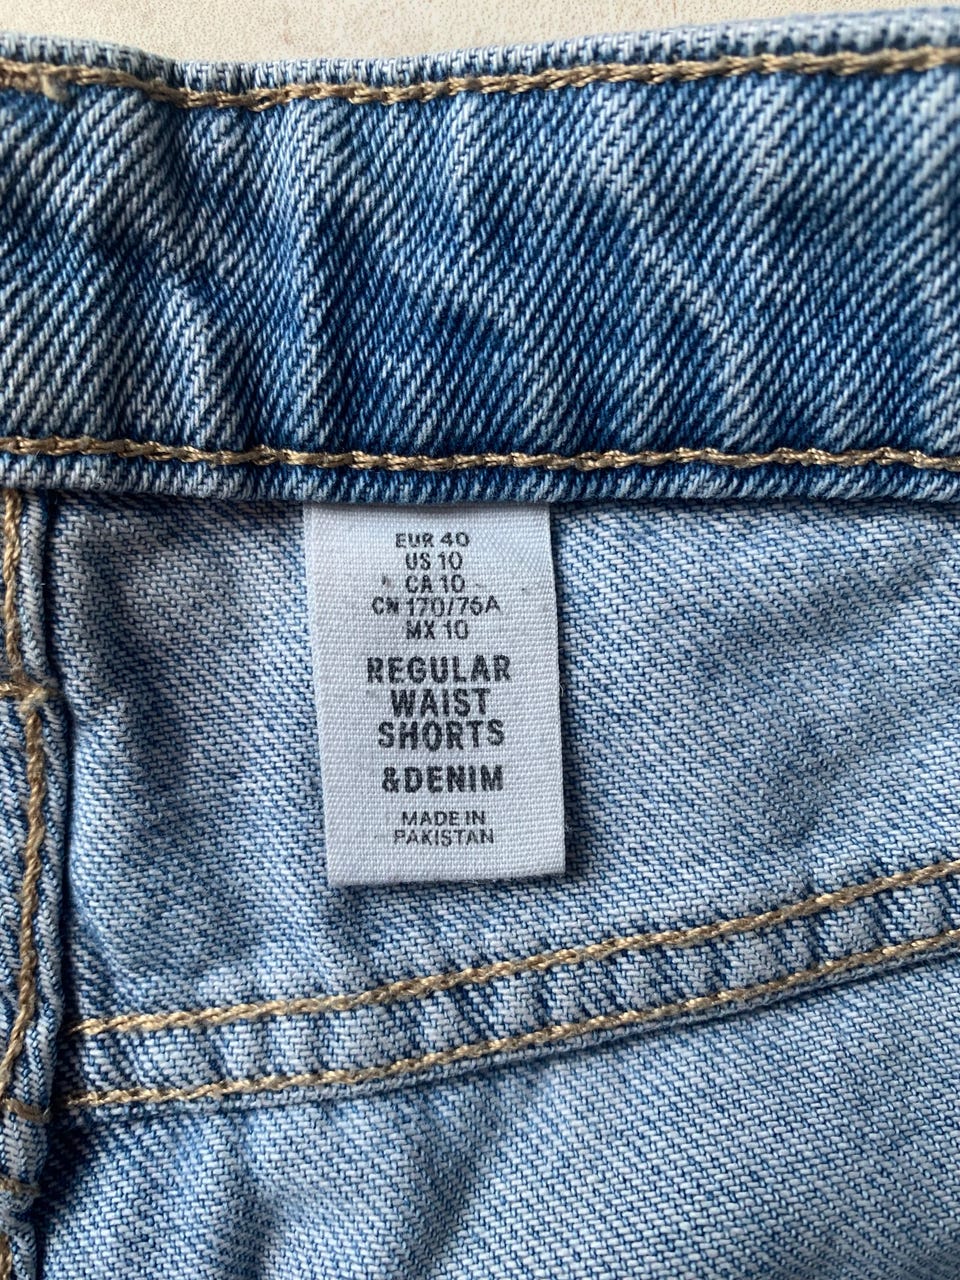 EUR 40
US 10
CA 10
CN 170/76A
MX 10
REGULAR
WAIST
SHORTS
&DENIM
MADE IN
PAKISTAN